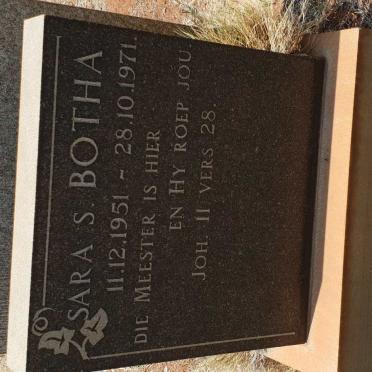 SARA S. BOTHA
11.12.1951 ~ 28.10.1971.
DIE MEESTER IS HIER
EN HY ROEP JOU.
JOH. 11 VERS 28.